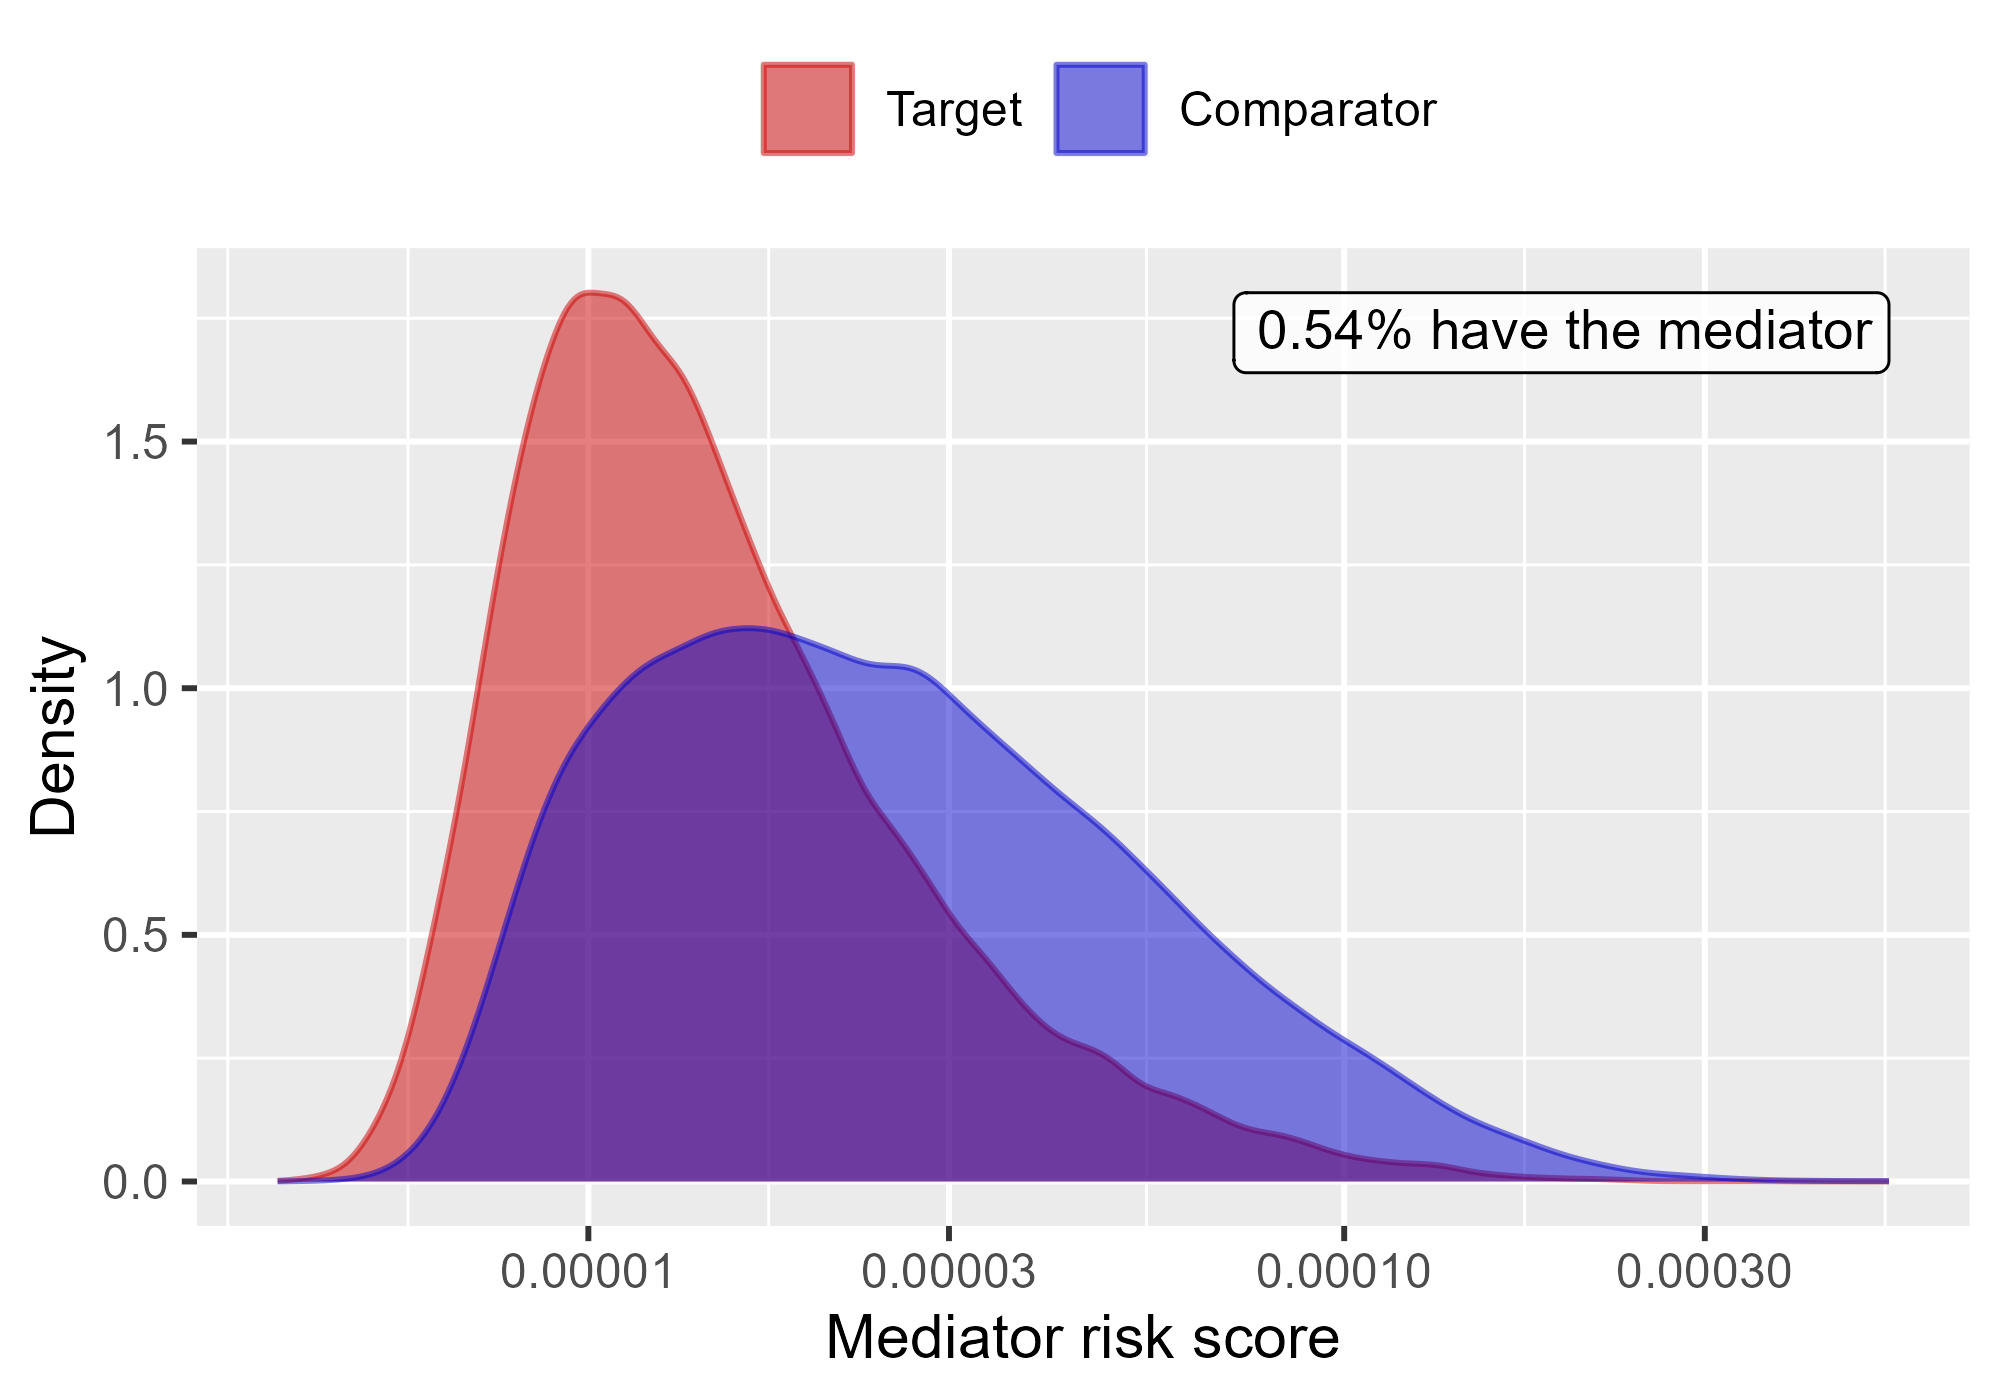 Target Comparator
0.54% have the mediator
Density
1.5
1.0
0.5
0.0
0.00001 0.00003 0.00010 0.00030
Mediator risk score